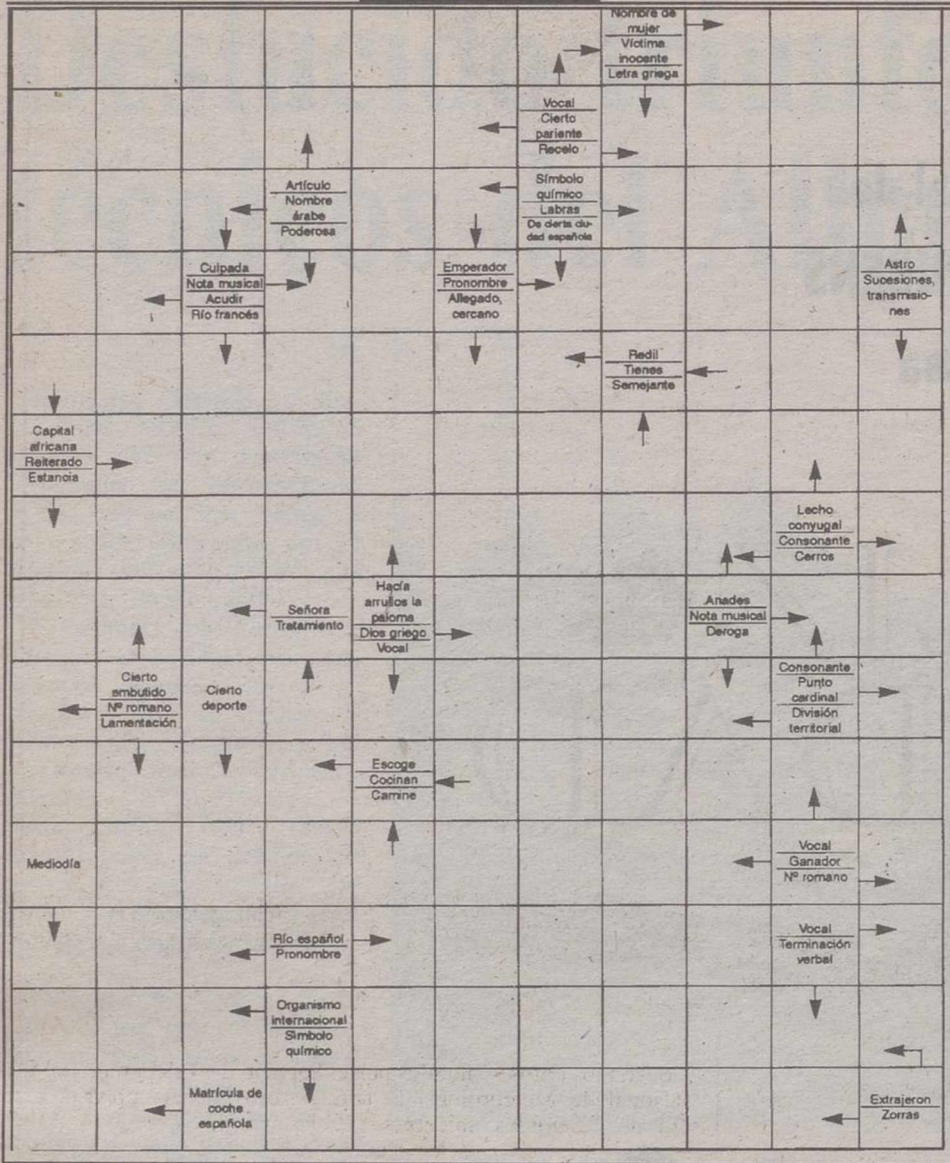 Nombre de
mujer
Víctima
inocente
Letra griega
Vocal
Cierto
pariente
Recelo
Artículo
Nombre
árabe
Poderosa
Símbolo
químico
Labras
De cierta ciu-
dad española
Culpada
Nota musical
Acudir
Río francés
Emperador
Pronombre
Allegado,
cercano
Astro
Sucesiones,
transmisio-
nes
Redil
Tienes
Semejante
Capital
africana
Reiterado
Estancia
Lecho
conyugal
Consonante
Cerros
Señora
Tratamiento
Hacía
arrullos la
paloma
Dios griego
Vocal
Anades
Nota musical
Deroga
Cierto
embutido
Nº romano
Lamentación
Cierto
deporte
Consonante
Punto
cardinal
División
territorial
Escoge
Cocinan
Camine
Mediodía
Vocal
Ganador
Nº romano
Río español
Pronombre
Vocal
Terminación
verbal
Organismo
internacional
Símbolo
químico
Matrícula de
coche
española
Extrajeron
Zorras